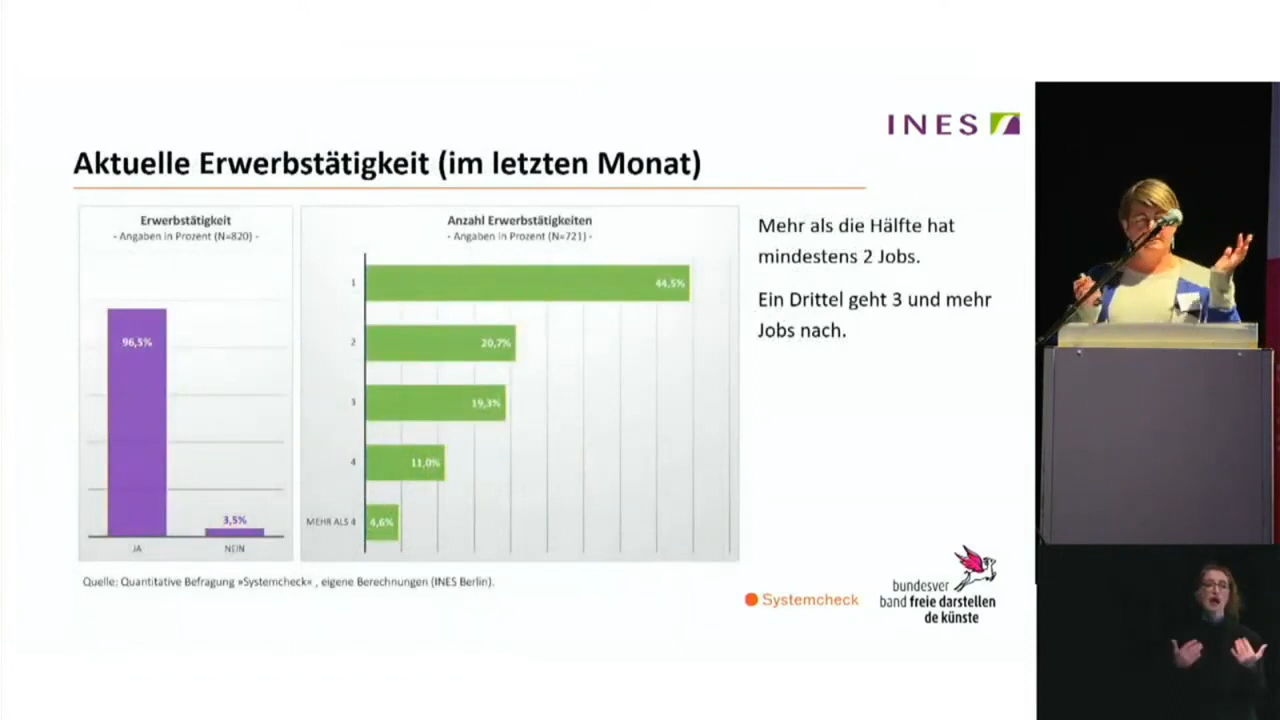 INES
Aktuelle Erwerbstätigkeit (im letzten Monat)
Erwerbstätigkeit
- Angaben in Prozent (N=820) -
96,5%
3,5%
JA
NEIN
Anzahl Erwerbstätigkeiten
- Angaben in Prozent (N=721) -
1
44,5%
2
20,7%
3
19,3%
4
11,0%
MEHR ALS 4
4,6%
Mehr als die Hälfte hat
mindestens 2 Jobs.
Ein Drittel geht 3 und mehr
Jobs nach.
Quelle: Quantitative Befragung »Systemcheck« , eigene Berechnungen (INES Berlin).
Systemcheck
bundesver
band freie darstellen
de künste